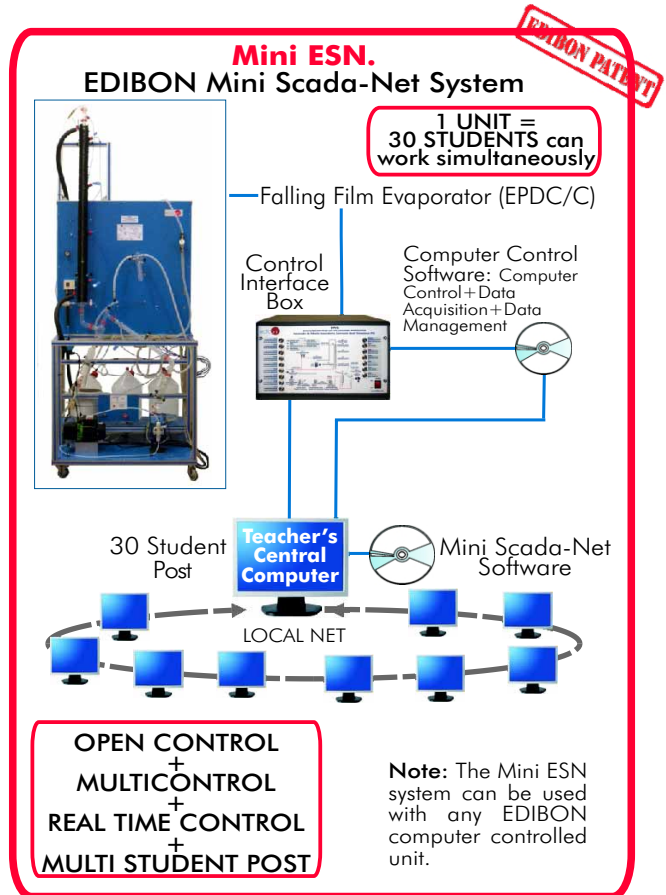 EDIBON PATENT
Mini ESN.
EDIBON Mini Scada-Net System
1 UNIT =
30 STUDENTS can
work simultaneously
Falling Film Evaporator (EPDC/C)
Control
Interface
Box
Computer Control
Software: Computer
Control+Data
Acquisition+Data
Management
30 Student
Post
Teacher's
Central
Computer
Mini Scada-Net
Software
LOCAL NET
OPEN CONTROL
+
MULTICONTROL
+
REAL TIME CONTROL
+
MULTI STUDENT POST
Note: The Mini ESN
system can be used
with any EDIBON
computer controlled
unit.